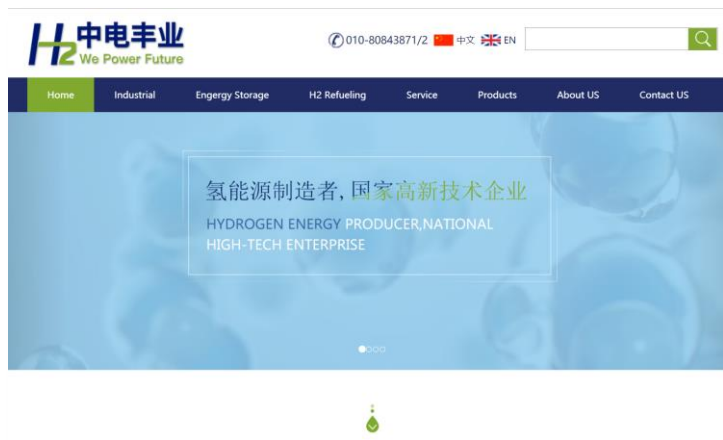 H2 中电丰业
We Power Future
010-80843871/2 中文 EN
Home Industrial Engergy Storage H2 Refueling Service Products About US Contact US
氢能源制造者,国家高新技术企业
HYDROGEN ENERGY PRODUCER,NATIONAL
HIGH-TECH ENTERPRISE